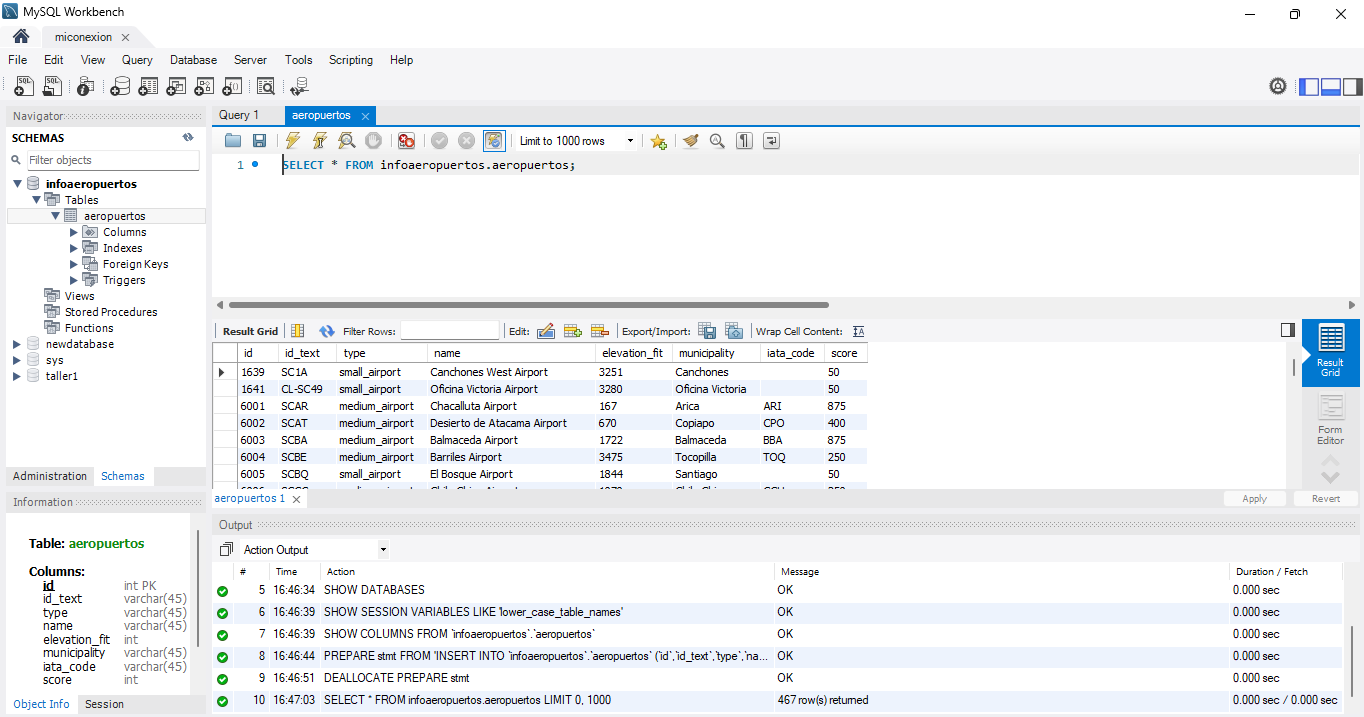 MySQL Workbench
miconexion
File Edit View Query Database Server Tools Scripting Help
Navigator
SCHEMAS
Filter objects
infoaeropuertos
Tables
aeropuertos
Columns
Indexes
Foreign Keys
Triggers
Views
Stored Procedures
Functions
newdatabase
sys
taller1
Administration Schemas
Information
Table: aeropuertos
Columns:
id int PK
id_text varchar(45)
type varchar(45)
name varchar(45)
elevation_fit int
municipality varchar(45)
iata_code varchar(45)
score int
Object Info Session
Query 1 aeropuertos
Limit to 1000 rows
1 SELECT * FROM infoaeropuertos.aeropuertos;
Result Grid Filter Rows: Edit: Export/Import: Wrap Cell Content:
id id_text type name elevation_fit municipality iata_code score
1639 SC1A small_airport Canchones West Airport 3251 Canchones 50
1641 CL-SC49 small_airport Oficina Victoria Airport 3280 Oficina Victoria 50
6001 SCAR medium_airport Chacalluta Airport 167 Arica ARI 875
6002 SCAT medium_airport Desierto de Atacama Airport 670 Copiapo CPO 400
6003 SCBA medium_airport Balmaceda Airport 1722 Balmaceda BBA 875
6004 SCBE medium_airport Barriles Airport 3475 Tocopilla TOQ 250
6005 SCBQ small_airport El Bosque Airport 1844 Santiago 50
Result
Grid
Form
Editor
aeropuertos 1
Apply Revert
Output
Action Output
# Time Action Message Duration / Fetch
5 16:46:34 SHOW DATABASES OK 0.000 sec
6 16:46:39 SHOW SESSION VARIABLES LIKE 'lower_case_table_names' OK 0.000 sec
7 16:46:39 SHOW COLUMNS FROM `infoaeropuertos`.`aeropuertos` OK 0.000 sec
8 16:46:44 PREPARE stmt FROM 'INSERT INTO `infoaeropuertos`.`aeropuertos` (`id`,`id_text`,`type`,`na... OK 0.000 sec
9 16:46:51 DEALLOCATE PREPARE stmt OK 0.000 sec
10 16:47:03 SELECT * FROM infoaeropuertos.aeropuertos LIMIT 0, 1000 467 row(s) returned 0.000 sec / 0.000 sec